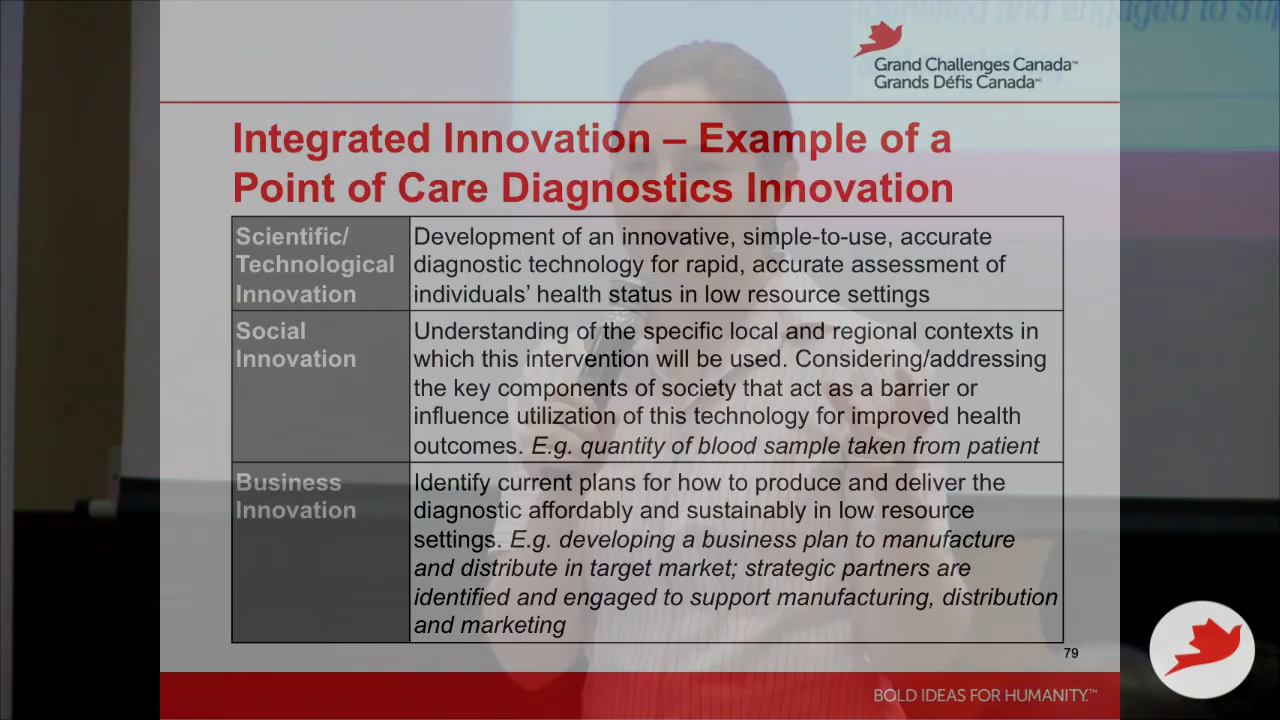 identified and engaged to sup
Grand Challenges Canada™
Grands Défis Canada
Integrated Innovation – Example of a
Point of Care Diagnostics Innovation
Scientific/
Technological
Innovation
Development of an innovative, simple-to-use, accurate
diagnostic technology for rapid, accurate assessment of
individuals’ health status in low resource settings
Social
Innovation
Understanding of the specific local and regional contexts in
which this intervention will be used. Considering/addressing
the key components of society that act as a barrier or
influence utilization of this technology for improved health
outcomes. E.g. quantity of blood sample taken from patient
Business
Innovation
Identify current plans for how to produce and deliver the
diagnostic affordably and sustainably in low resource
settings. E.g. developing a business plan to manufacture
and distribute in target market; strategic partners are
identified and engaged to support manufacturing, distribution
and marketing
79
BOLD IDEAS FOR HUMANITY.™